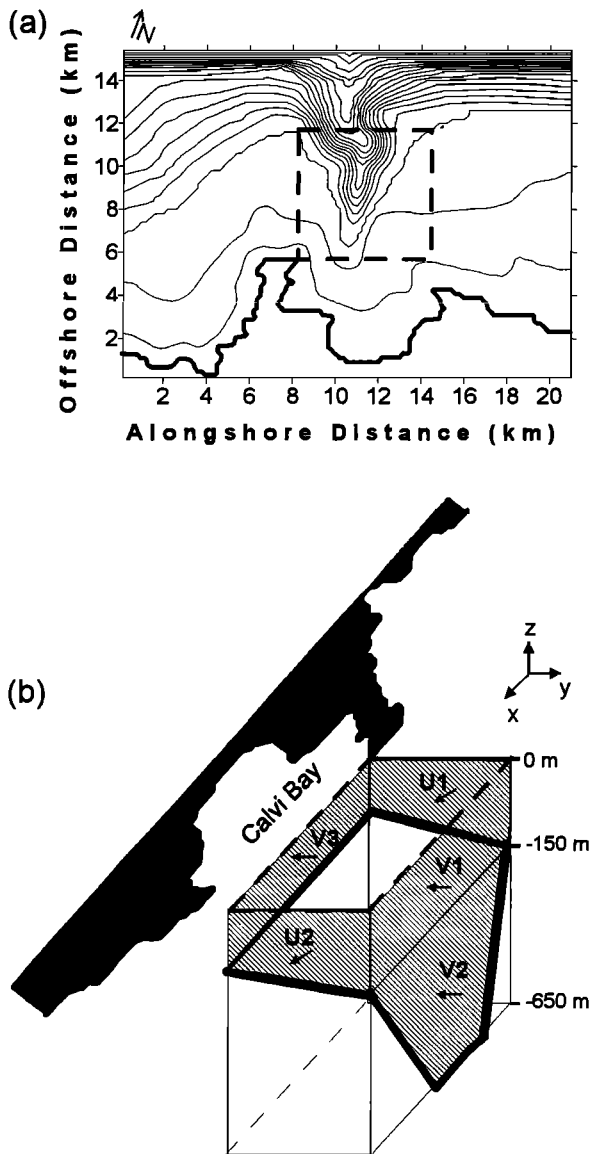 (a)
N
Offshore Distance (km)
14
12
10
8
6
4
2
0 2 4 6 8 10 12 14 16 18 20
Alongshore Distance (km)
(b)
z
y
x
Calvi Bay
0 m
U1
-150 m
V3
V1
U2
V2
-650 m